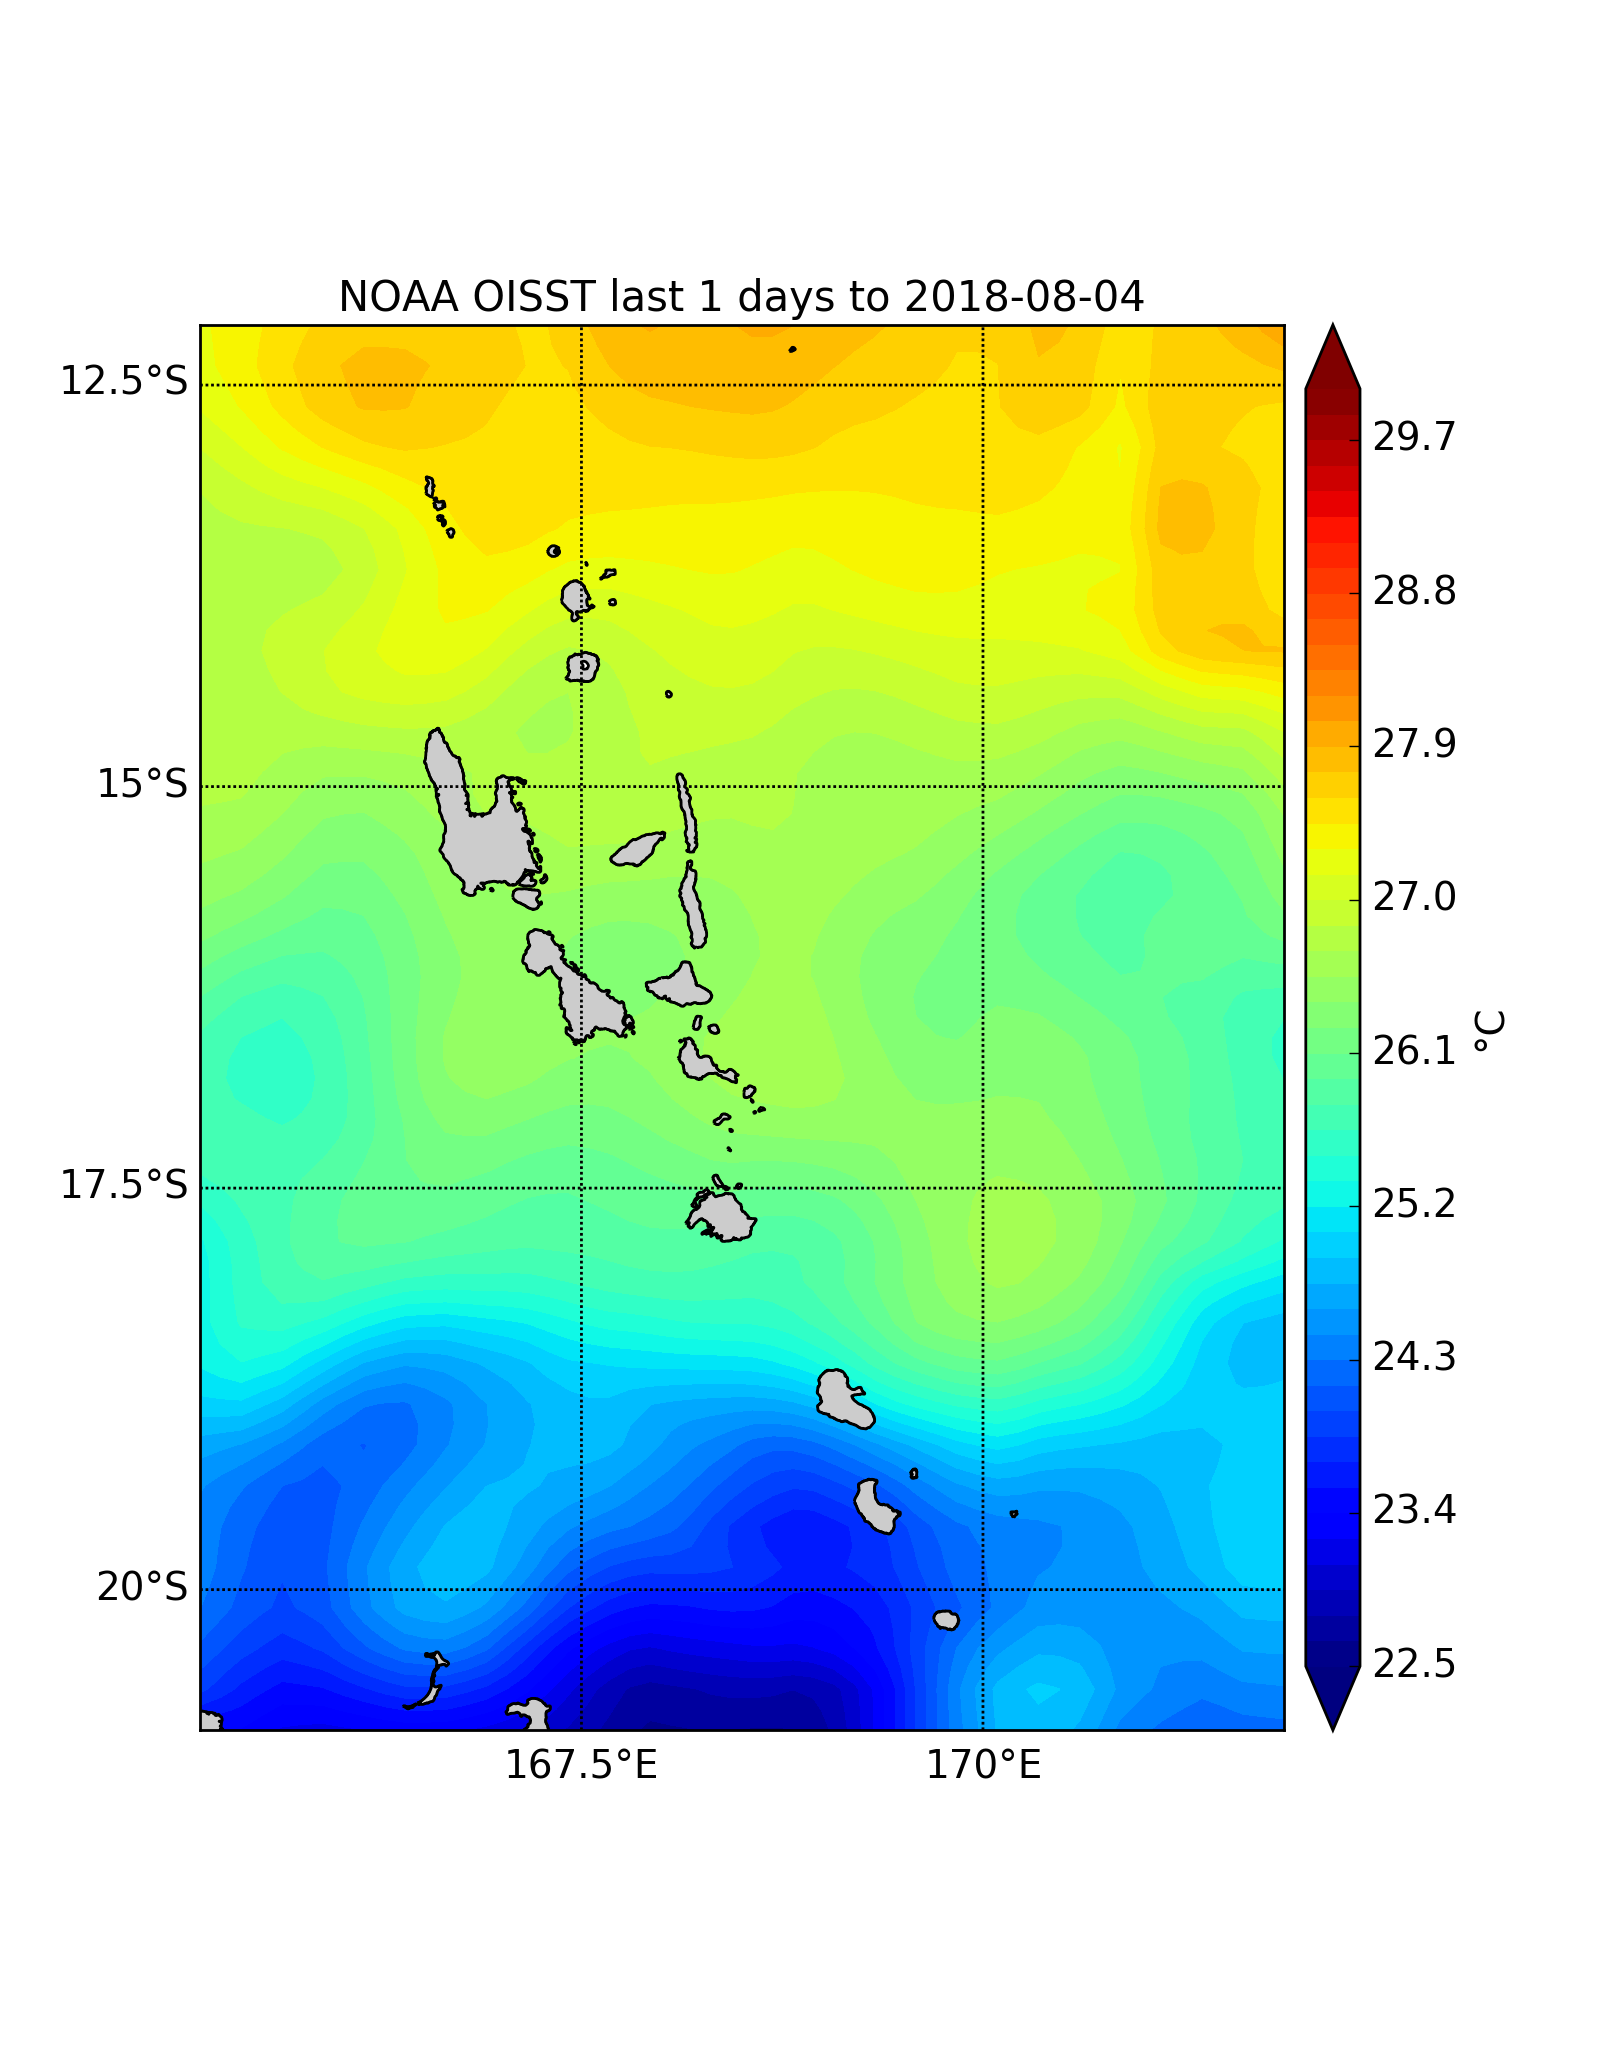 NOAA OISST last 1 days to 2018-08-04
12.5°S
15°S
17.5°S
20°S
167.5°E
170°E
29.7
28.8
27.9
27.0
26.1
25.2
24.3
23.4
22.5
°C